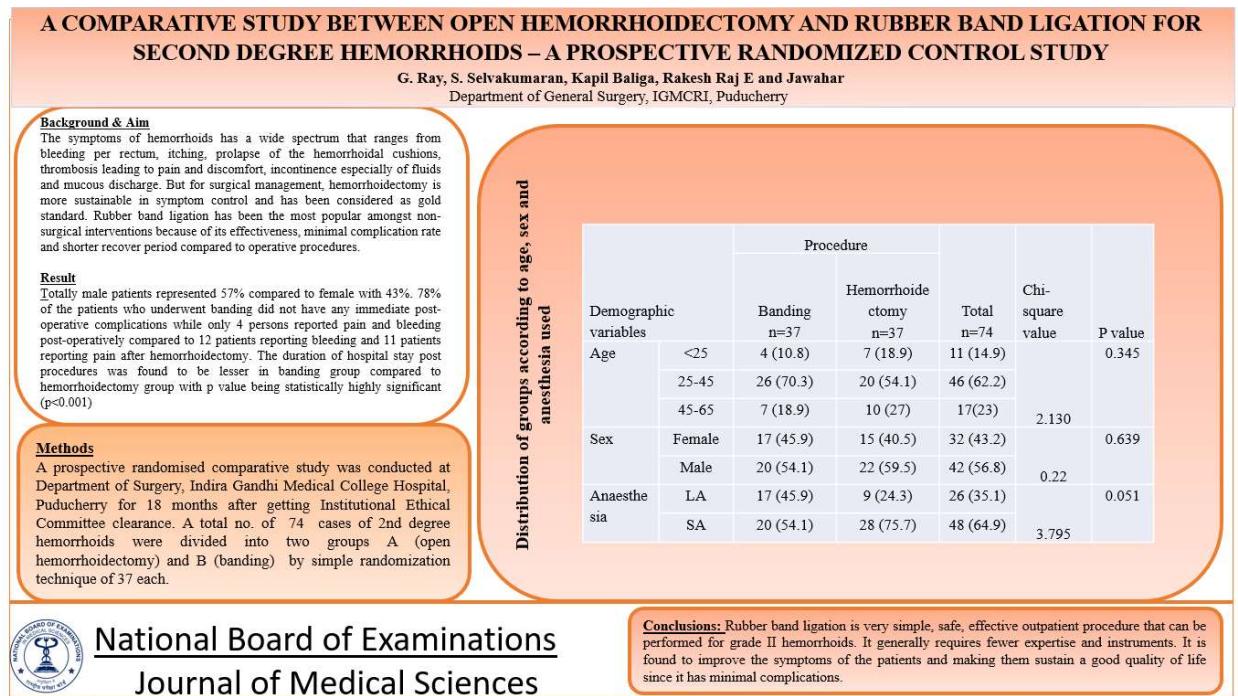 A COMPARATIVE STUDY BETWEEN OPEN HEMORRHOIDECTOMY AND RUBBER BAND LIGATION FOR
SECOND DEGREE HEMORRHOIDS – A PROSPECTIVE RANDOMIZED CONTROL STUDY
G. Ray, S. Selvakumaran, Kapil Baliga, Rakesh Raj E and Jawahar
Department of General Surgery, IGMCRI, Puducherry
Background & Aim
The symptoms of hemorrhoids has a wide spectrum that ranges from
bleeding per rectum, itching, prolapse of the hemorrhoidal cushions,
thrombosis leading to pain and discomfort, incontinence especially of fluids
and mucous discharge. But for surgical management, hemorrhoidectomy is
more sustainable in symptom control and has been considered as gold
standard. Rubber band ligation has been the most popular amongst non-
surgical interventions because of its effectiveness, minimal complication rate
and shorter recover period compared to operative procedures.
Result
Totally male patients represented 57% compared to female with 43%. 78%
of the patients who underwent banding did not have any immediate post-
operative complications while only 4 persons reported pain and bleeding
post-operatively compared to 12 patients reporting bleeding and 11 patients
reporting pain after hemorrhoidectomy. The duration of hospital stay post
procedures was found to be lesser in banding group compared to
hemorrhoidectomy group with p value being statistically highly significant
(p<0.001)
Methods
A prospective randomised comparative study was conducted at
Department of Surgery, Indira Gandhi Medical College Hospital,
Puducherry for 18 months after getting Institutional Ethical
Committee clearance. A total no. of 74 cases of 2nd degree
hemorrhoids were divided into two groups A (open
hemorrhoidectomy) and B (banding) by simple randomization
technique of 37 each.
Distribution of groups according to age, sex and
anesthesia used
Procedure
Hemorrhoide Chi-
Demographic Banding ctomy Total square
variables n=37 n=37 n=74 value P value
Age <25 4 (10.8) 7 (18.9) 11 (14.9) 0.345
25-45 26 (70.3) 20 (54.1) 46 (62.2)
45-65 7 (18.9) 10 (27) 17(23) 2.130
Sex Female 17 (45.9) 15 (40.5) 32 (43.2) 0.639
Male 20 (54.1) 22 (59.5) 42 (56.8) 0.22
Anaesthe LA 17 (45.9) 9 (24.3) 26 (35.1) 0.051
sia SA 20 (54.1) 28 (75.7) 48 (64.9) 3.795
National Board of Examinations
Journal of Medical Sciences
Conclusions: Rubber band ligation is very simple, safe, effective outpatient procedure that can be
performed for grade II hemorrhoids. It generally requires fewer expertise and instruments. It is
found to improve the symptoms of the patients and making them sustain a good quality of life
since it has minimal complications.